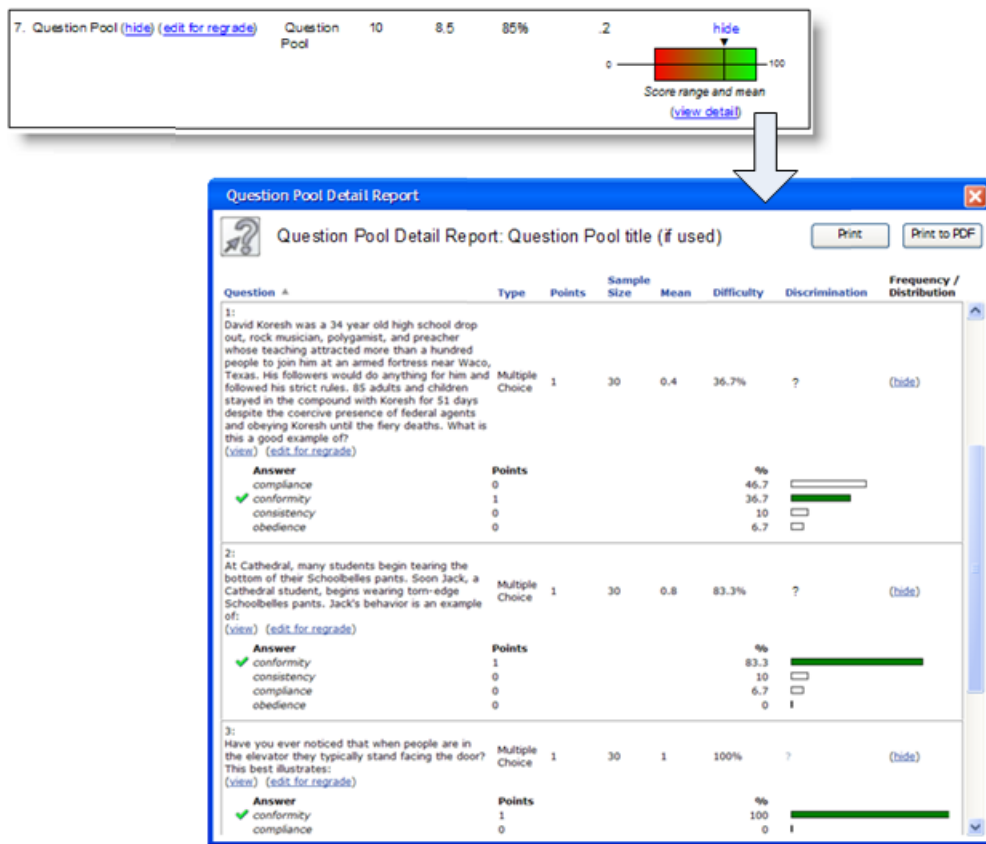 7. Question Pool (hide) (edit for regrade) Question Pool 10 8.5 85% .2 hide
0 100
Score range and mean
(view detail)
Question Pool Detail Report
Question Pool Detail Report: Question Pool title (if used) Print Print to PDF
Question Type Points Sample Size Mean Difficulty Discrimination Frequency / Distribution
1:
David Koresh was a 34 year old high school drop
out, rock musician, polygamist, and preacher
whose teaching attracted more than a hundred
people to join him at an armed fortress near Waco,
Texas. His followers would do anything for him and
followed his strict rules. 85 adults and children
stayed in the compound with Koresh for 51 days
despite the coercive presence of federal agents
and obeying Koresh until the fiery deaths. What is
this a good example of?
Multiple Choice 1 30 0.4 36.7% ? (hide)
(view) (edit for regrade)
Answer Points %
compliance 0 46.7
conformity 1 36.7
consistency 0 10
obedience 0 6.7
2:
At Cathedral, many students begin tearing the
bottom of their Schoolbelles pants. Soon Jack, a
Cathedral student, begins wearing torn-edge
Schoolbelles pants. Jack's behavior is an example
of:
Multiple Choice 1 30 0.8 83.3% ? (hide)
(view) (edit for regrade)
Answer Points %
conformity 1 83.3
consistency 0 10
compliance 0 6.7
obedience 0 0
3:
Have you ever noticed that when people are in
the elevator they typically stand facing the door?
This best illustrates:
Multiple Choice 1 30 1 100% ? (hide)
(view) (edit for regrade)
Answer Points %
conformity 1 100
compliance 0 0